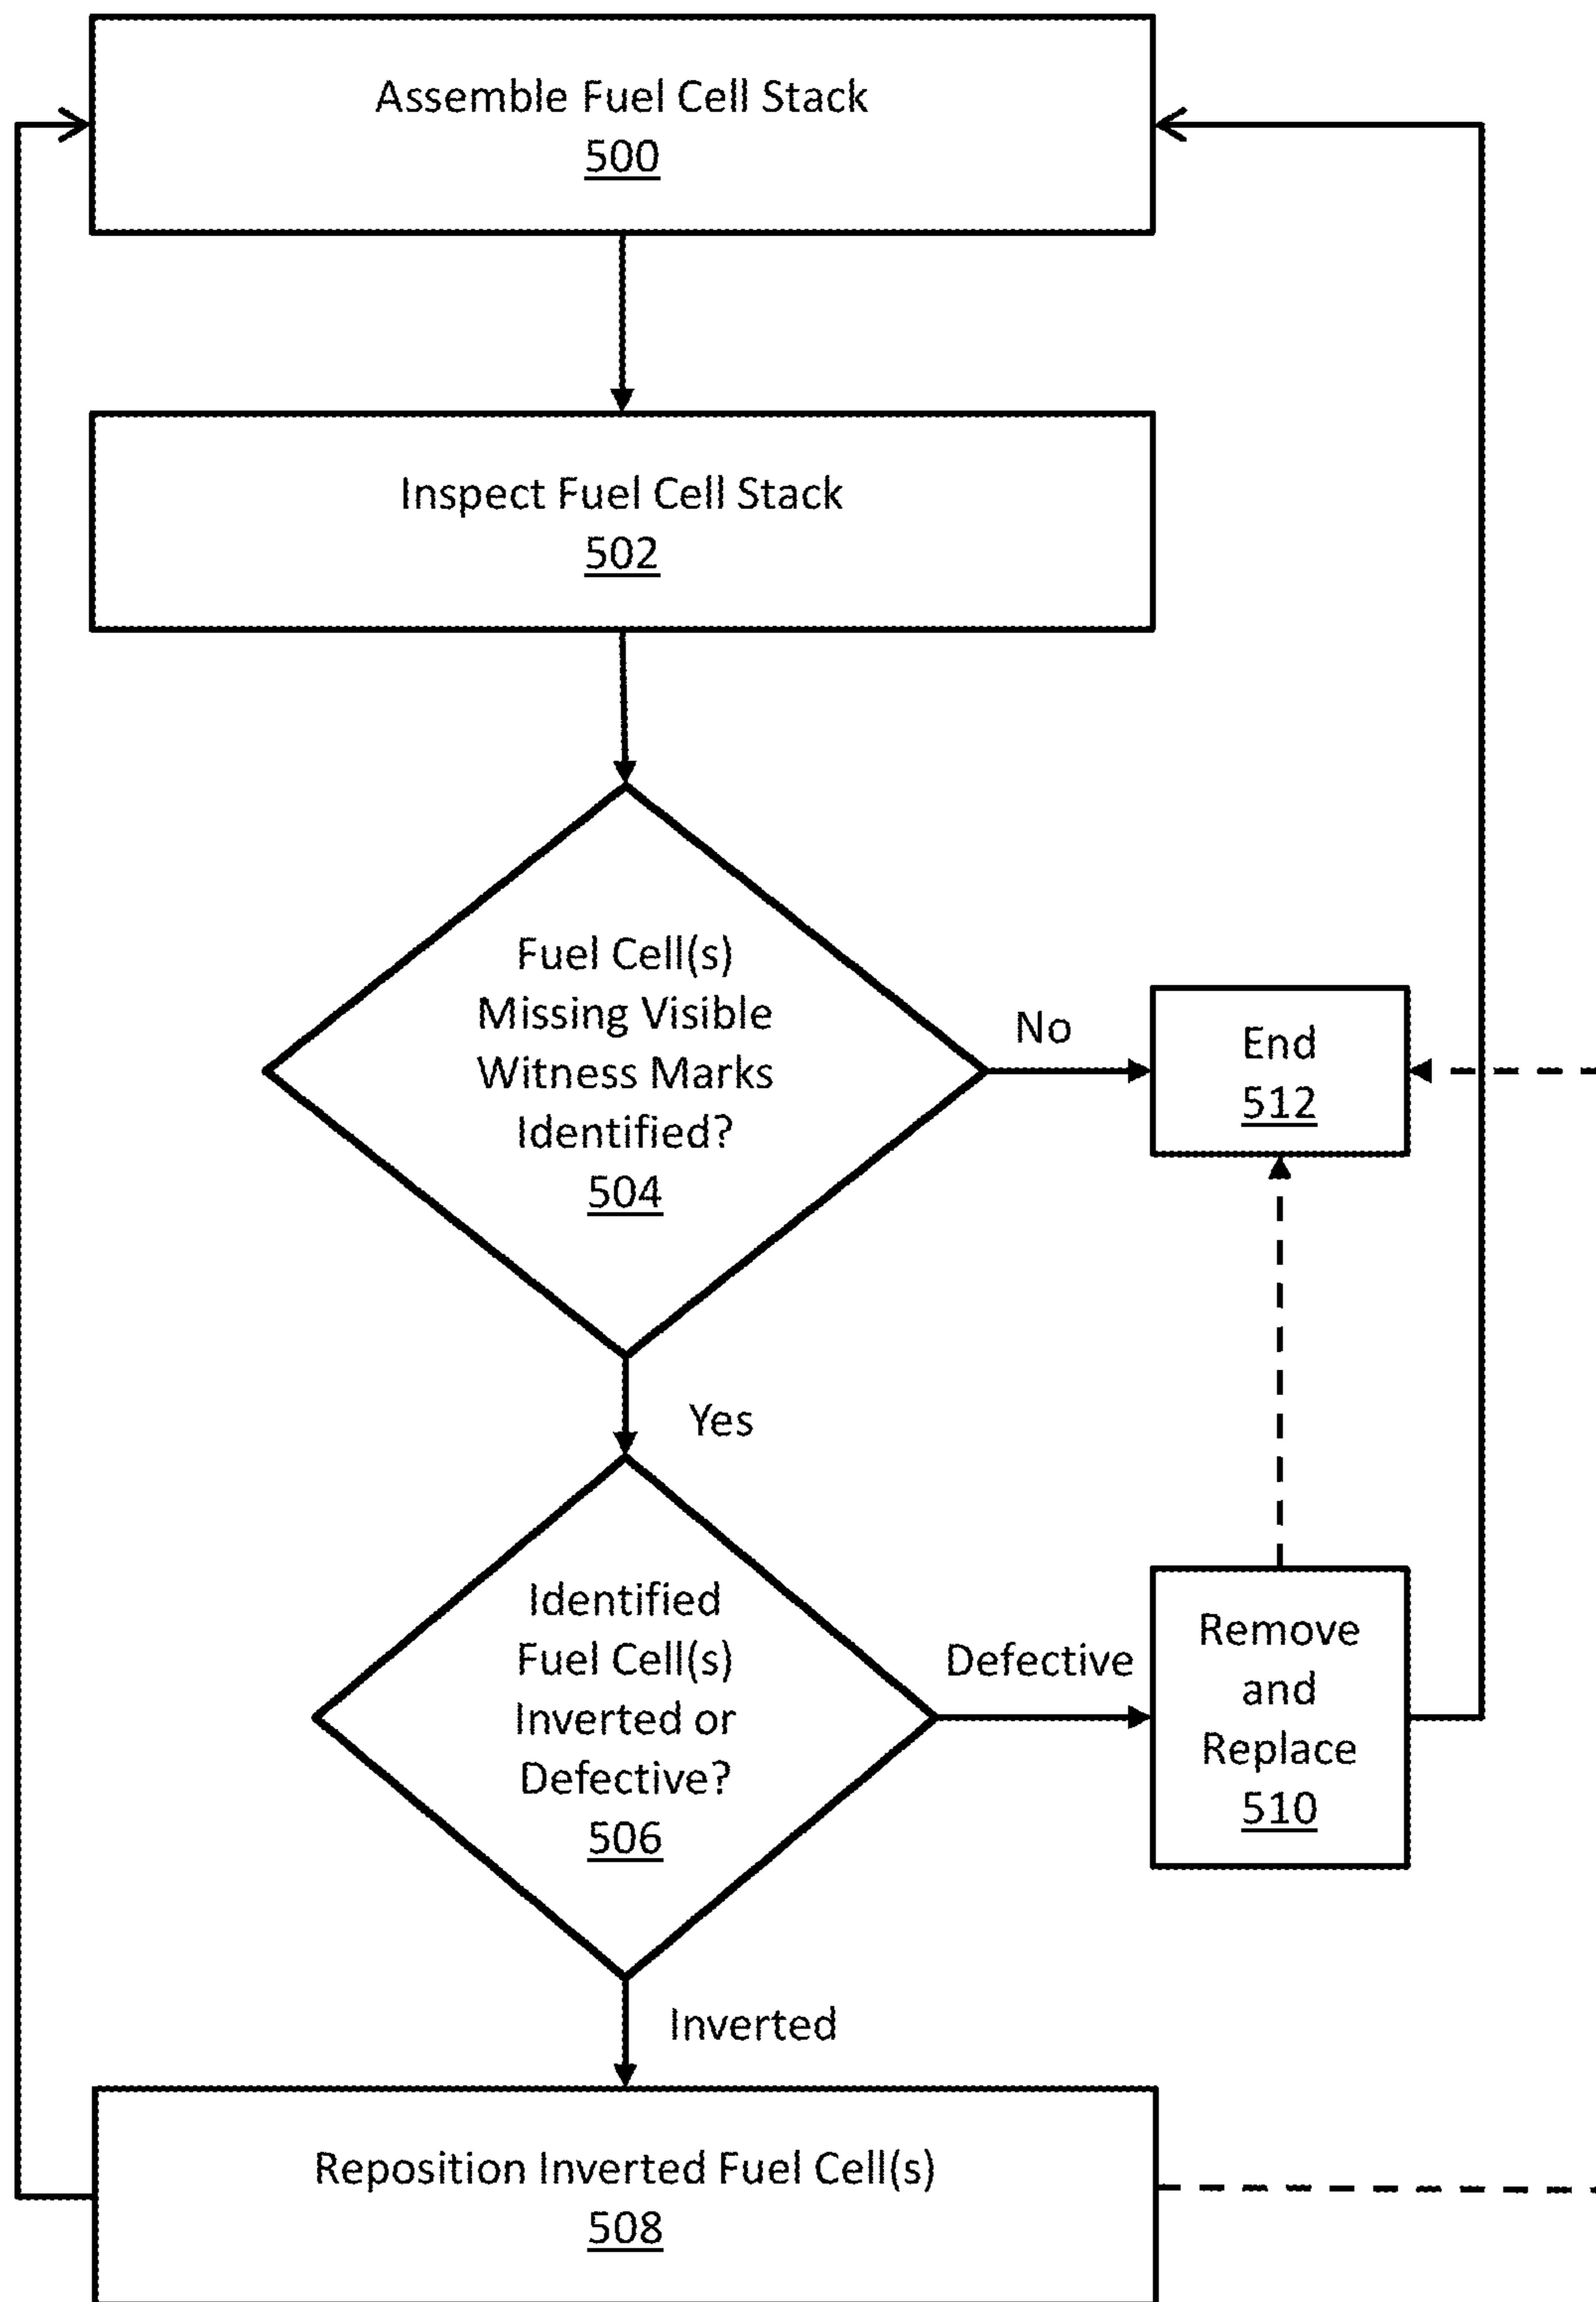 Assemble Fuel Cell Stack
500
Inspect Fuel Cell Stack
502
Fuel Cell(s)
Missing Visible
Witness Marks
Identified?
504
No
End
512
Yes
Identified
Fuel Cell(s)
Inverted or
Defective?
506
Defective
Remove
and
Replace
510
Inverted
Reposition Inverted Fuel Cell(s)
508